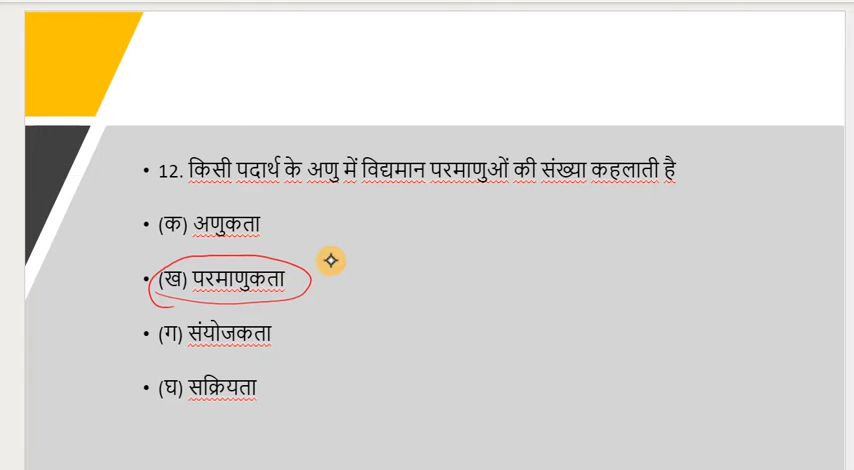 • 12. किसी पदार्थ के अणु में विद्यमान परमाणुओं की संख्या कहलाती है
• (क) अणुकता
• (ख) परमाणुकता
• (ग) संयोजकता
• (घ) सक्रियता